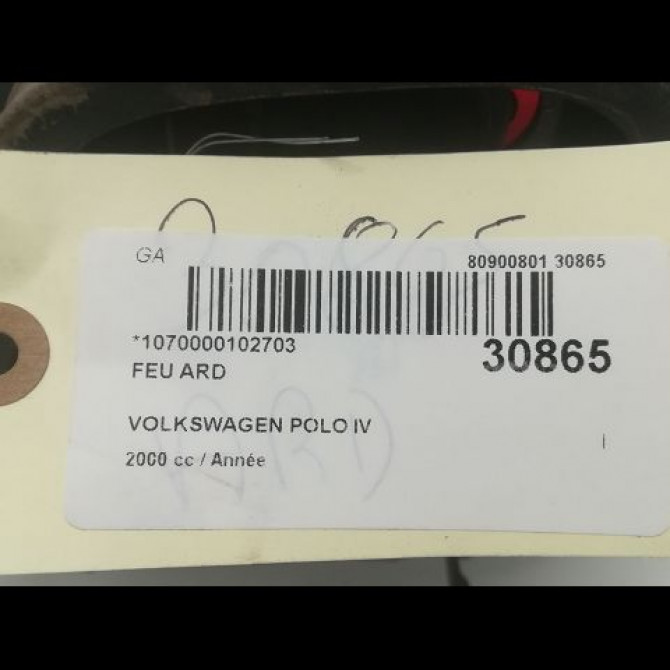 GA 80900801 30865
*1070000102703 30865
FEU ARD
VOLKSWAGEN POLO IV
2000 cc / Année